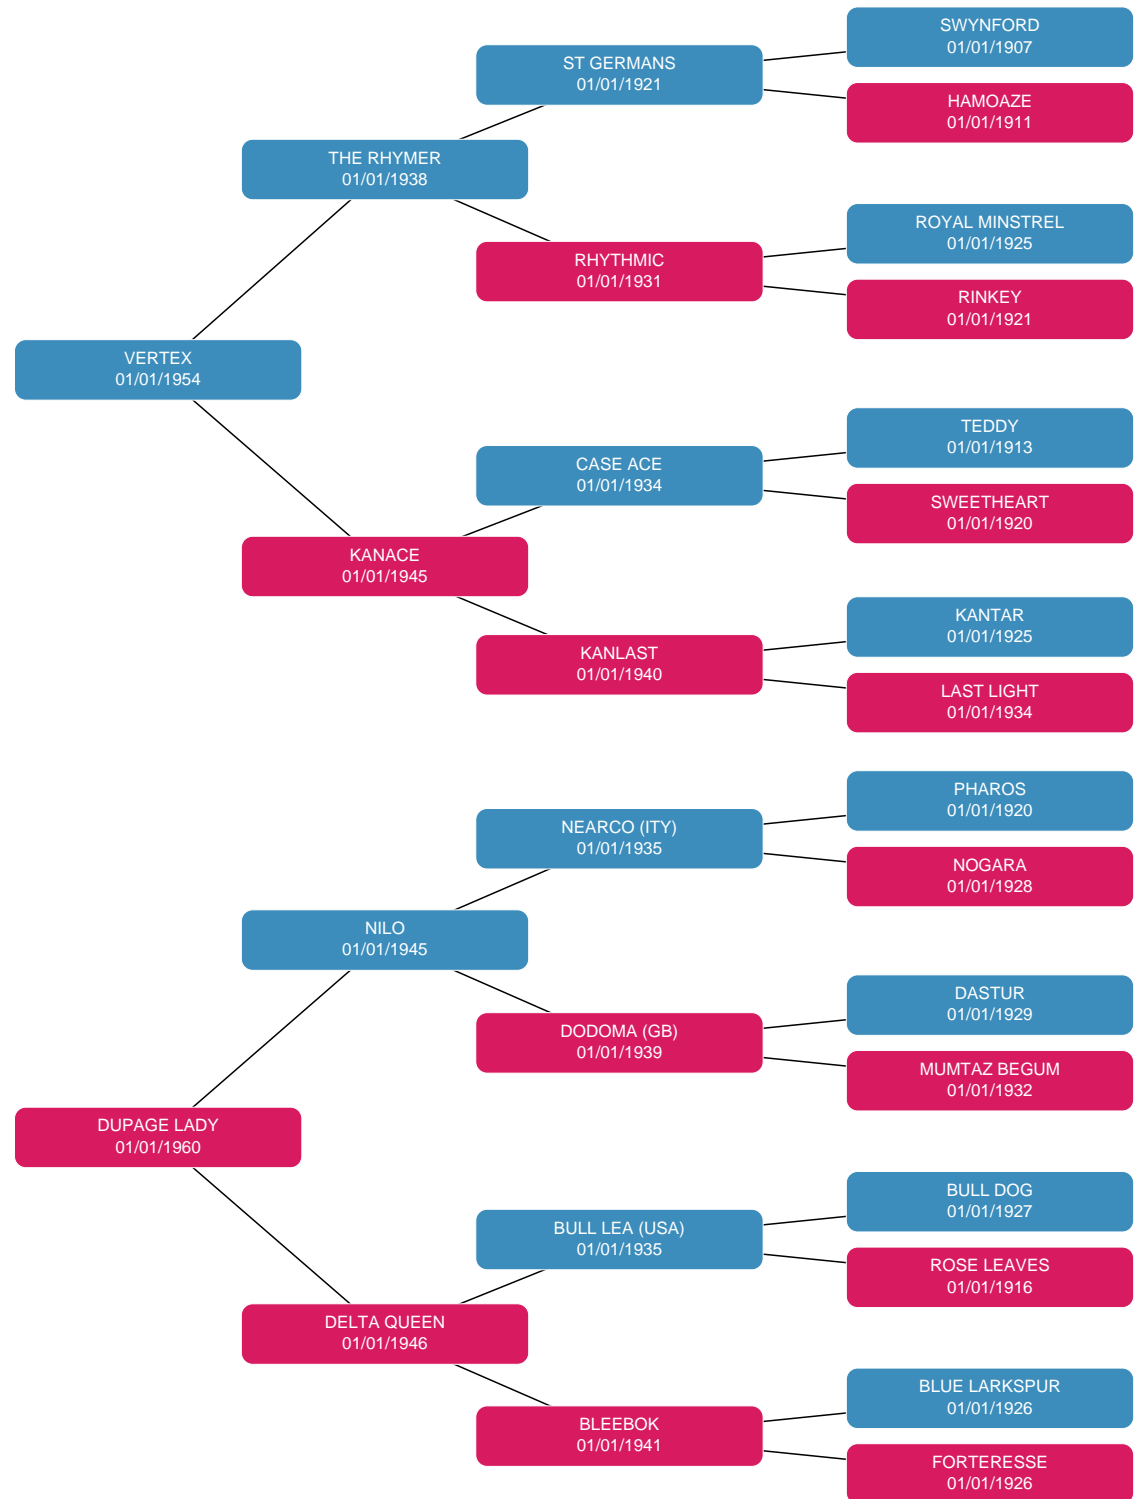 SWYNFORD
01/01/1907
ST GERMANS
01/01/1921
HAMOAZE
01/01/1911
THE RHYMER
01/01/1938
ROYAL MINSTREL
01/01/1925
RHYTHMIC
01/01/1931
RINKEY
01/01/1921
VERTEX
01/01/1954
TEDDY
01/01/1913
CASE ACE
01/01/1934
SWEETHEART
01/01/1920
KANACE
01/01/1945
KANTAR
01/01/1925
KANLAST
01/01/1940
LAST LIGHT
01/01/1934
PHAROS
01/01/1920
NEARCO (ITY)
01/01/1935
NOGARA
01/01/1928
NILO
01/01/1945
DASTUR
01/01/1929
DODOMA (GB)
01/01/1939
MUMTAZ BEGUM
01/01/1932
DUPAGE LADY
01/01/1960
BULL DOG
01/01/1927
BULL LEA (USA)
01/01/1935
ROSE LEAVES
01/01/1916
DELTA QUEEN
01/01/1946
BLUE LARKSPUR
01/01/1926
BLEEBOK
01/01/1941
FORTERESSE
01/01/1926